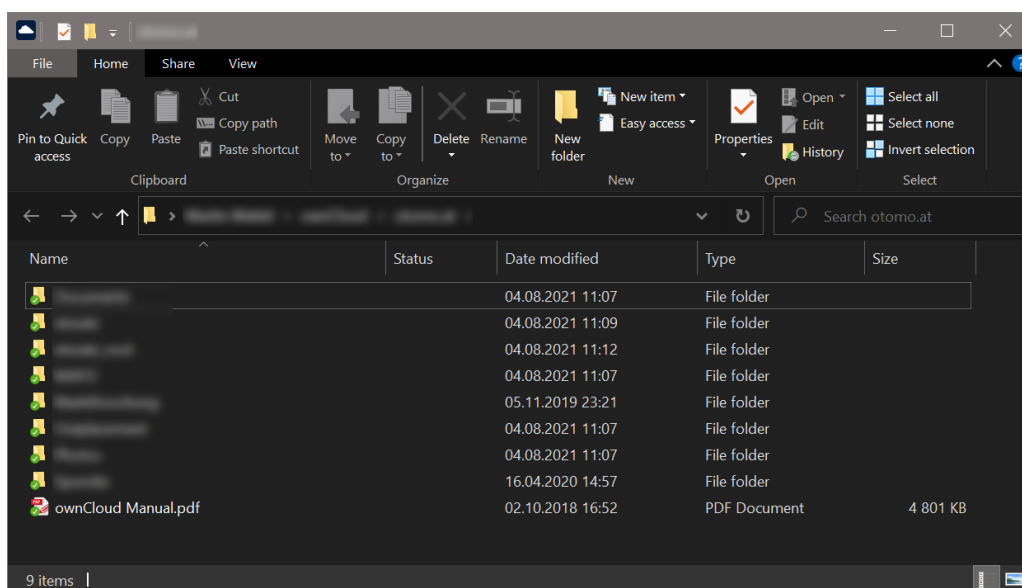 File Home Share View
Pin to Quick access
Copy
Paste
Cut
Copy path
Paste shortcut
Clipboard
Move to
Copy to
Delete
Rename
Organize
New folder
New item
Easy access
New
Properties
Open
Edit
History
Open
Select all
Select none
Invert selection
Select
Search otomo.at
Name Status Date modified Type Size
04.08.2021 11:07 File folder
04.08.2021 11:09 File folder
04.08.2021 11:12 File folder
04.08.2021 11:07 File folder
05.11.2019 23:21 File folder
04.08.2021 11:07 File folder
04.08.2021 11:07 File folder
16.04.2020 14:57 File folder
ownCloud Manual.pdf 02.10.2018 16:52 PDF Document 4 801 KB
9 items